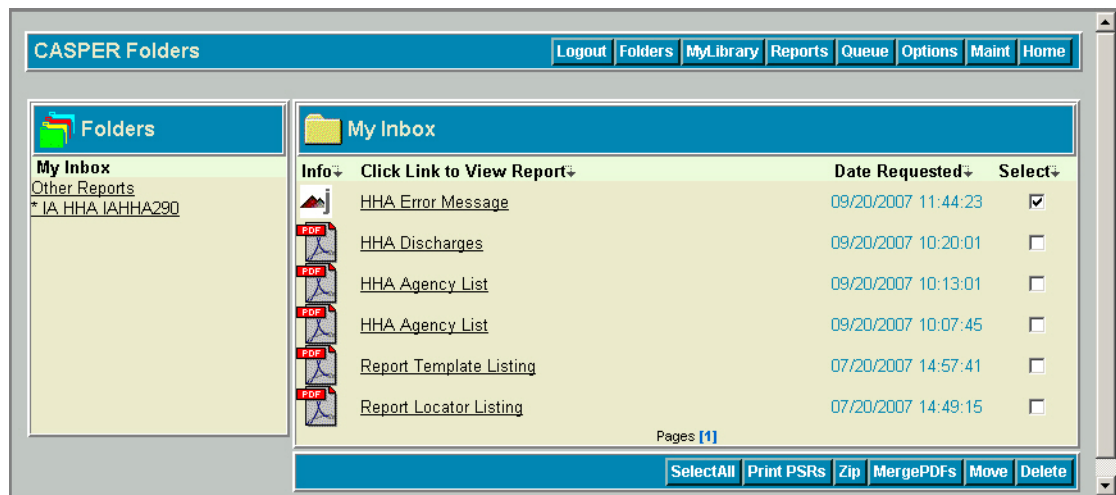 CASPER Folders
Logout Folders MyLibrary Reports Queue Options Maint Home
Folders
My Inbox
Other Reports
* IA HHA IAHHA290
My Inbox
Info Click Link to View Report Date Requested Select
j HHA Error Message 09/20/2007 11:44:23
PDF HHA Discharges 09/20/2007 10:20:01
PDF HHA Agency List 09/20/2007 10:13:01
PDF HHA Agency List 09/20/2007 10:07:45
PDF Report Template Listing 07/20/2007 14:57:41
PDF Report Locator Listing 07/20/2007 14:49:15
Pages [1]
SelectAll Print PSRs Zip MergePDFs Move Delete